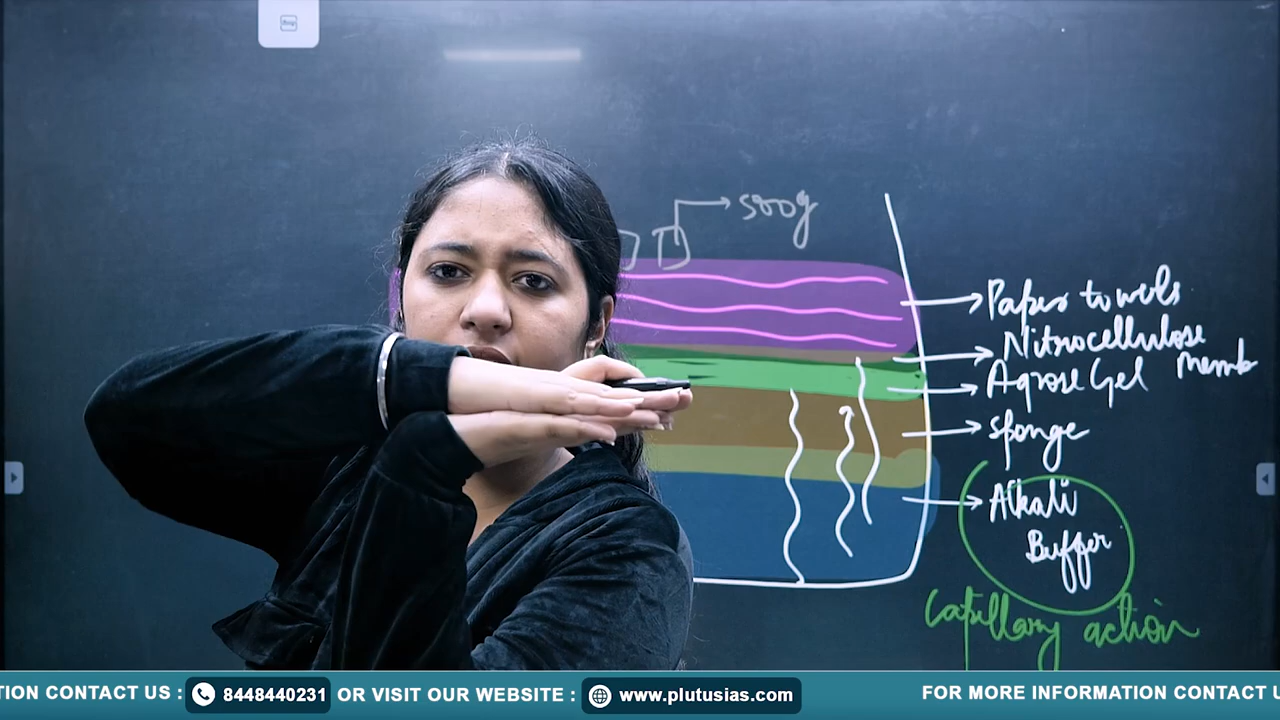 500g
Paper towels
Nitrocellulose
Memb
Agrose Gel
Sponge
Alkali
Buffer
Capillary action
TION CONTACT US : 8448440231 OR VISIT OUR WEBSITE : www.plutusias.com FOR MORE INFORMATION CONTACT U